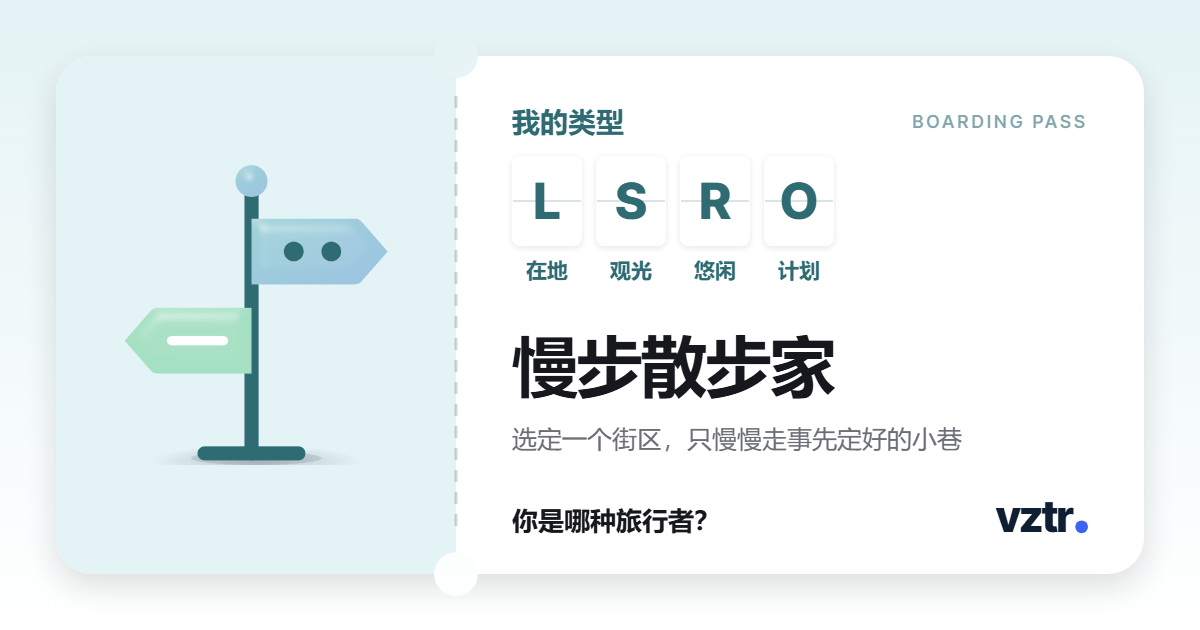 我的类型
BOARDING PASS
L S R O
在地 观光 悠闲 计划
慢步散步家
选定一个街区，只慢慢走事先定好的小巷
你是哪种旅行者？
vztr.